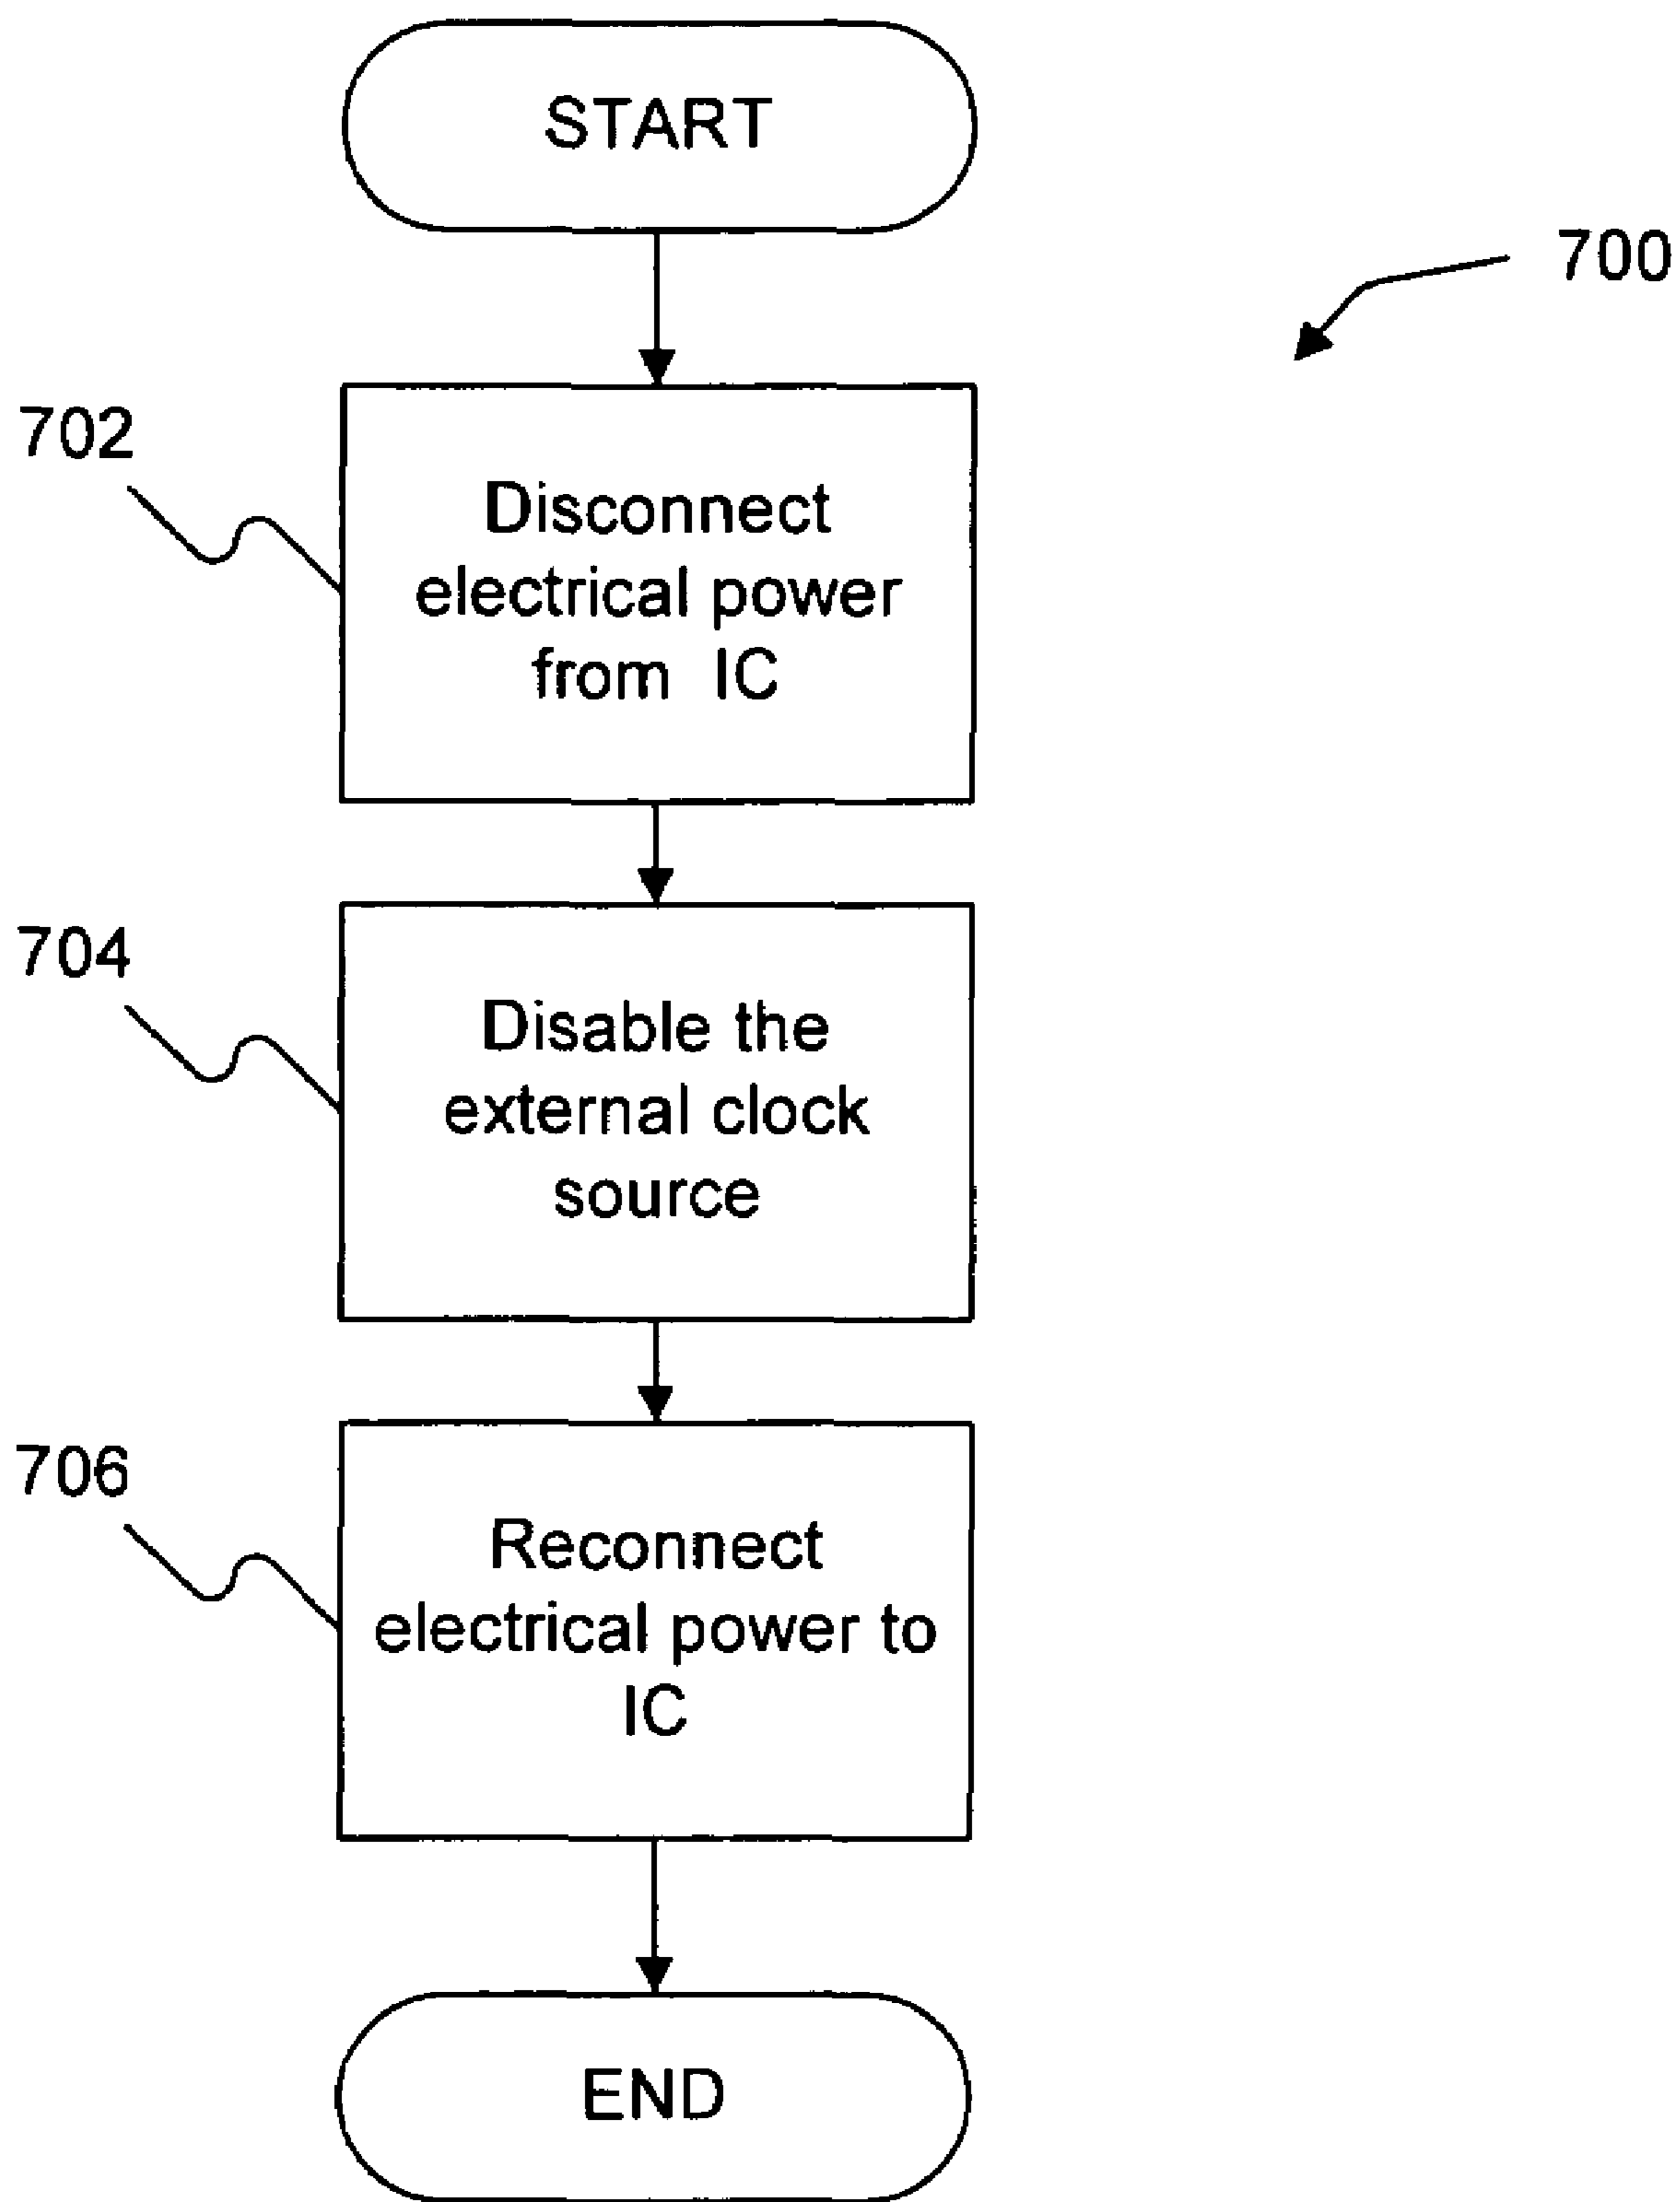 START
700
702
Disconnect
electrical power
from IC
704
Disable the
external clock
source
706
Reconnect
electrical power to
IC
END